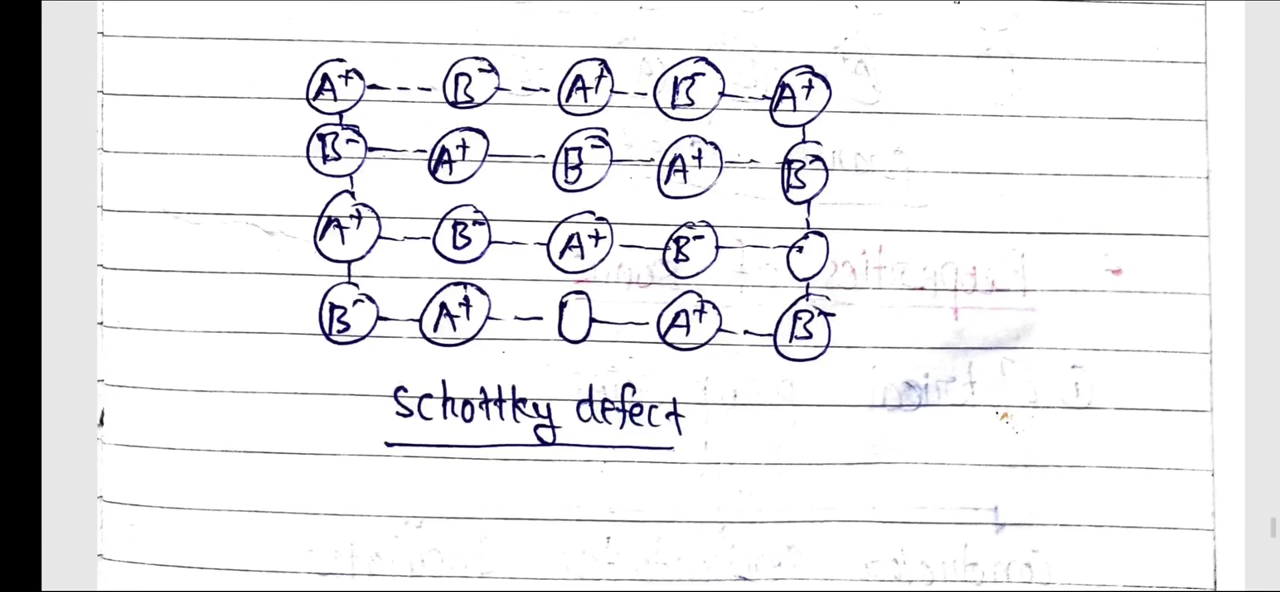 A⁺ --- B⁻ --- A⁺ --- B⁻ --- A⁺
B⁻ --- A⁺ --- B⁻ --- A⁺ --- B⁻
A⁺ --- B⁻ --- A⁺ --- B⁻ ---
B⁻ --- A⁺ --- --- A⁺ --- B⁻
Schottky defect